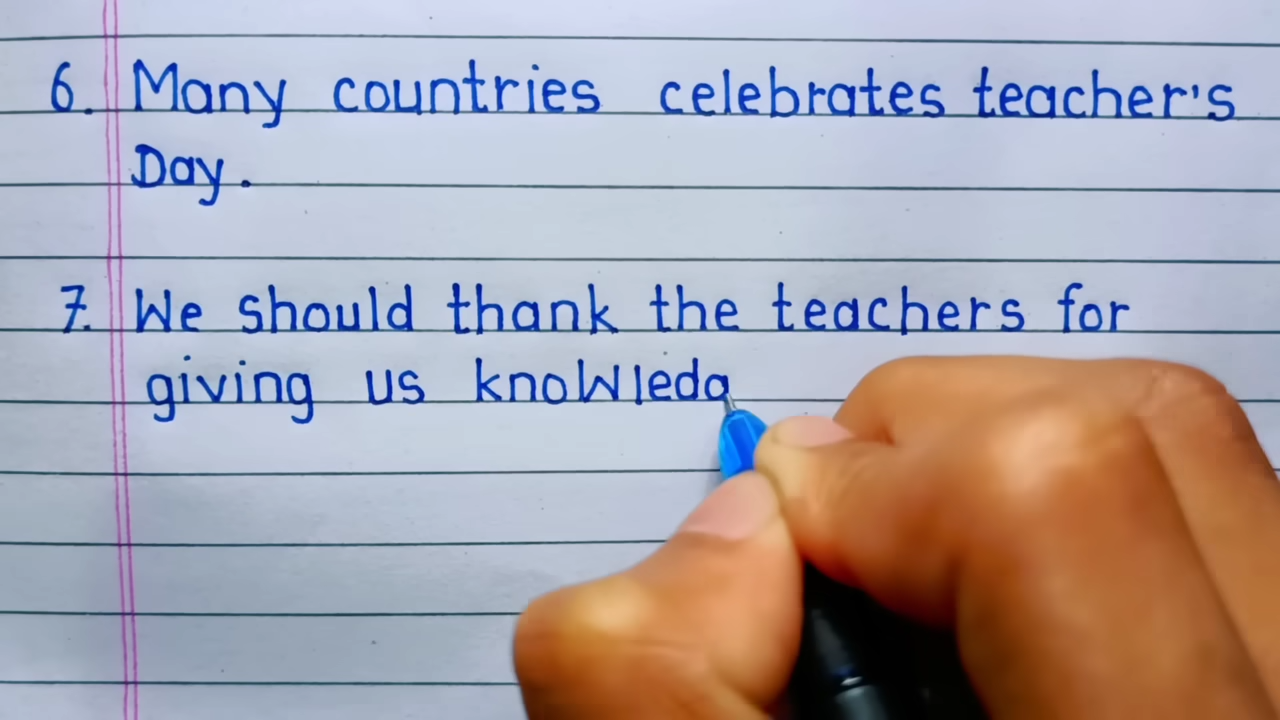 6. Many countries celebrates teacher's
Day.
7. We should thank the teachers for
giving us knowleda